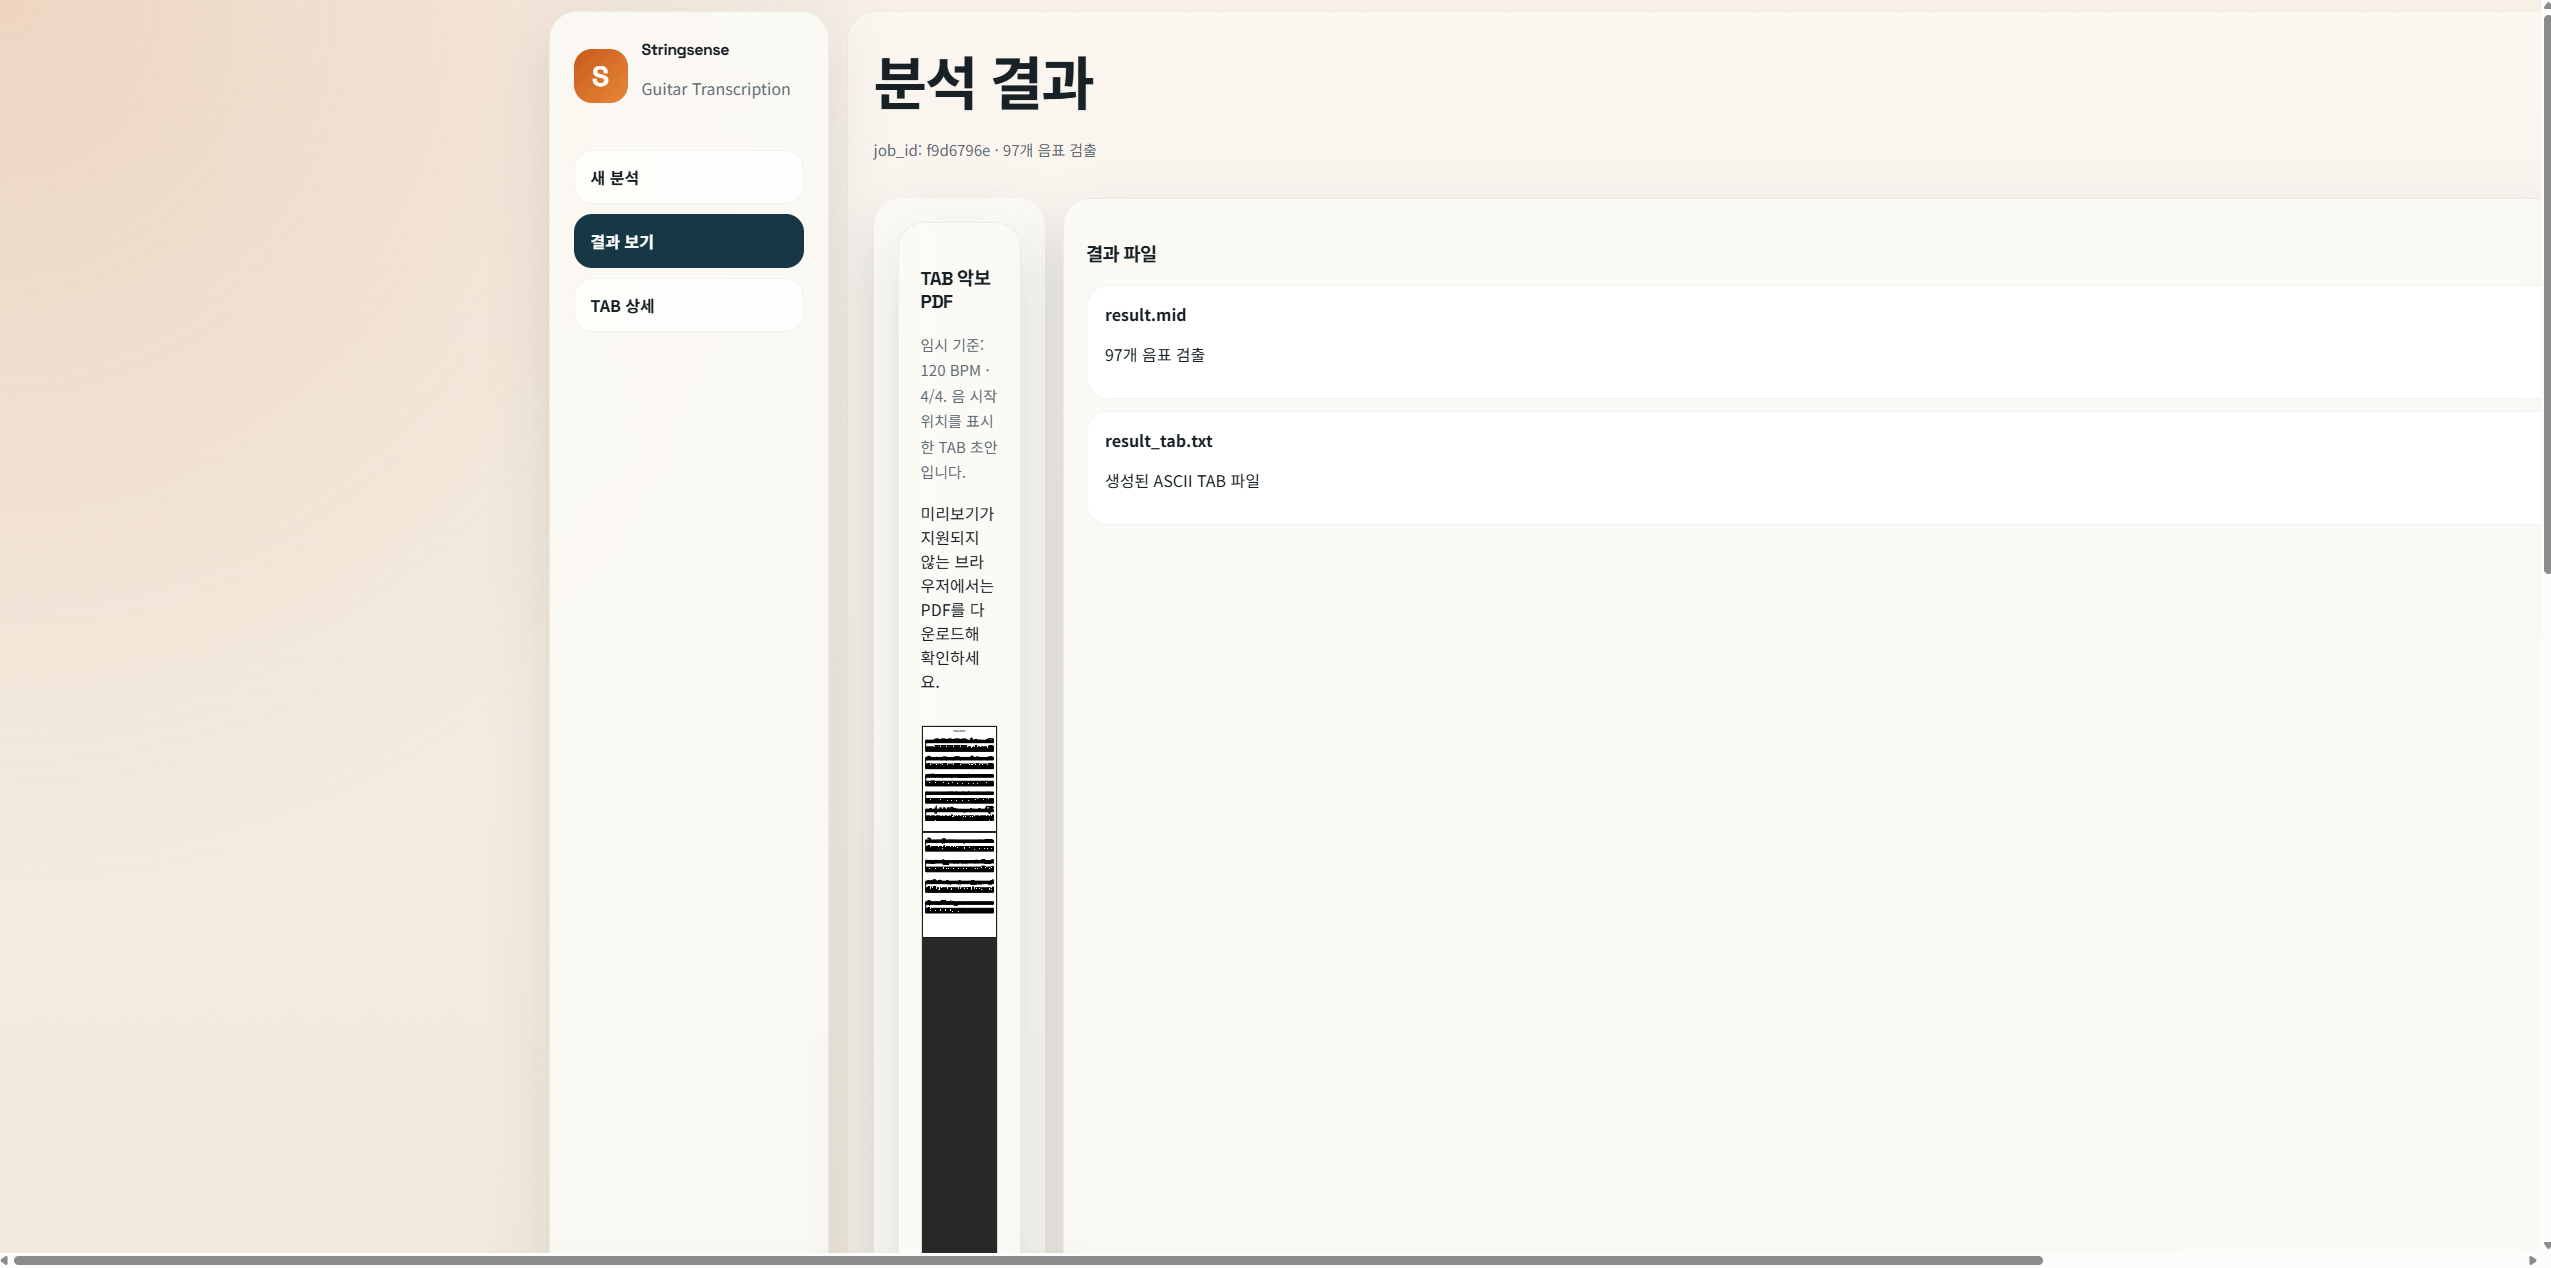 S
Stringsense
Guitar Transcription
새 분석
결과 보기
TAB 상세
분석 결과
job_id: f9d6796e · 97개 음표 검출
TAB 악보
PDF
임시 기준:
120 BPM ·
4/4. 음 시작
위치를 표시
한 TAB 초안
입니다.
미리보기가
지원되지
않는 브라
우저에서는
PDF를 다
운로드해
확인하세
요.
결과 파일
result.mid
97개 음표 검출
result_tab.txt
생성된 ASCII TAB 파일